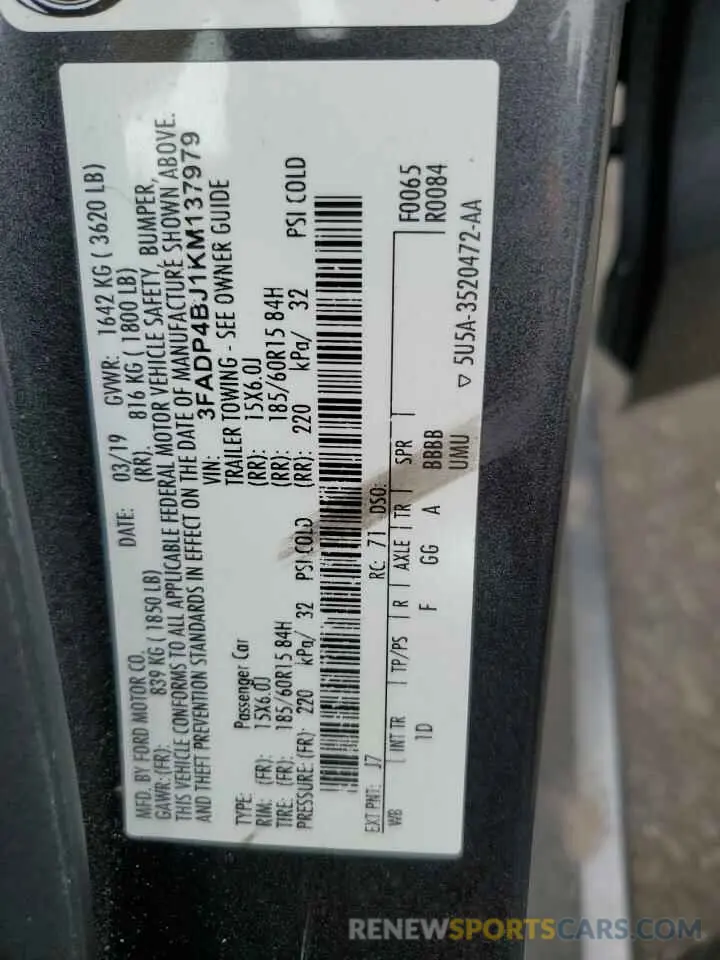 MFD. BY FORD MOTOR CO.
DATE: 03/19 GVWR: 1642 KG ( 3620 LB)
GAWR: (FR): 839 KG ( 1850 LB) (RR): 816 KG ( 1800 LB)
THIS VEHICLE CONFORMS TO ALL APPLICABLE FEDERAL MOTOR VEHICLE SAFETY, BUMPER,
AND THEFT PREVENTION STANDARDS IN EFFECT ON THE DATE OF MANUFACTURE SHOWN ABOVE.
VIN: 3FADP4BJ1KM137979
TYPE: Passenger Car TRAILER TOWING - SEE OWNER GUIDE
RIM: (FR): 15X6.0J (RR): 15X6.0J
TIRE: (FR): 185/60R15 84H (RR): 185/60R15 84H
PRESSURE: (FR): 220 kPa/ 32 PSI COLD (RR): 220 kPa/ 32 PSI COLD
EXT PNT: J7 RC: 71 DSO: F0065
WB INT TR TP/PS R AXLE TR SPR R0084
1D F GG A BBBB
UMU
▽ 5U5A-3520472-AA
RENEWSPORTSCARS.COM